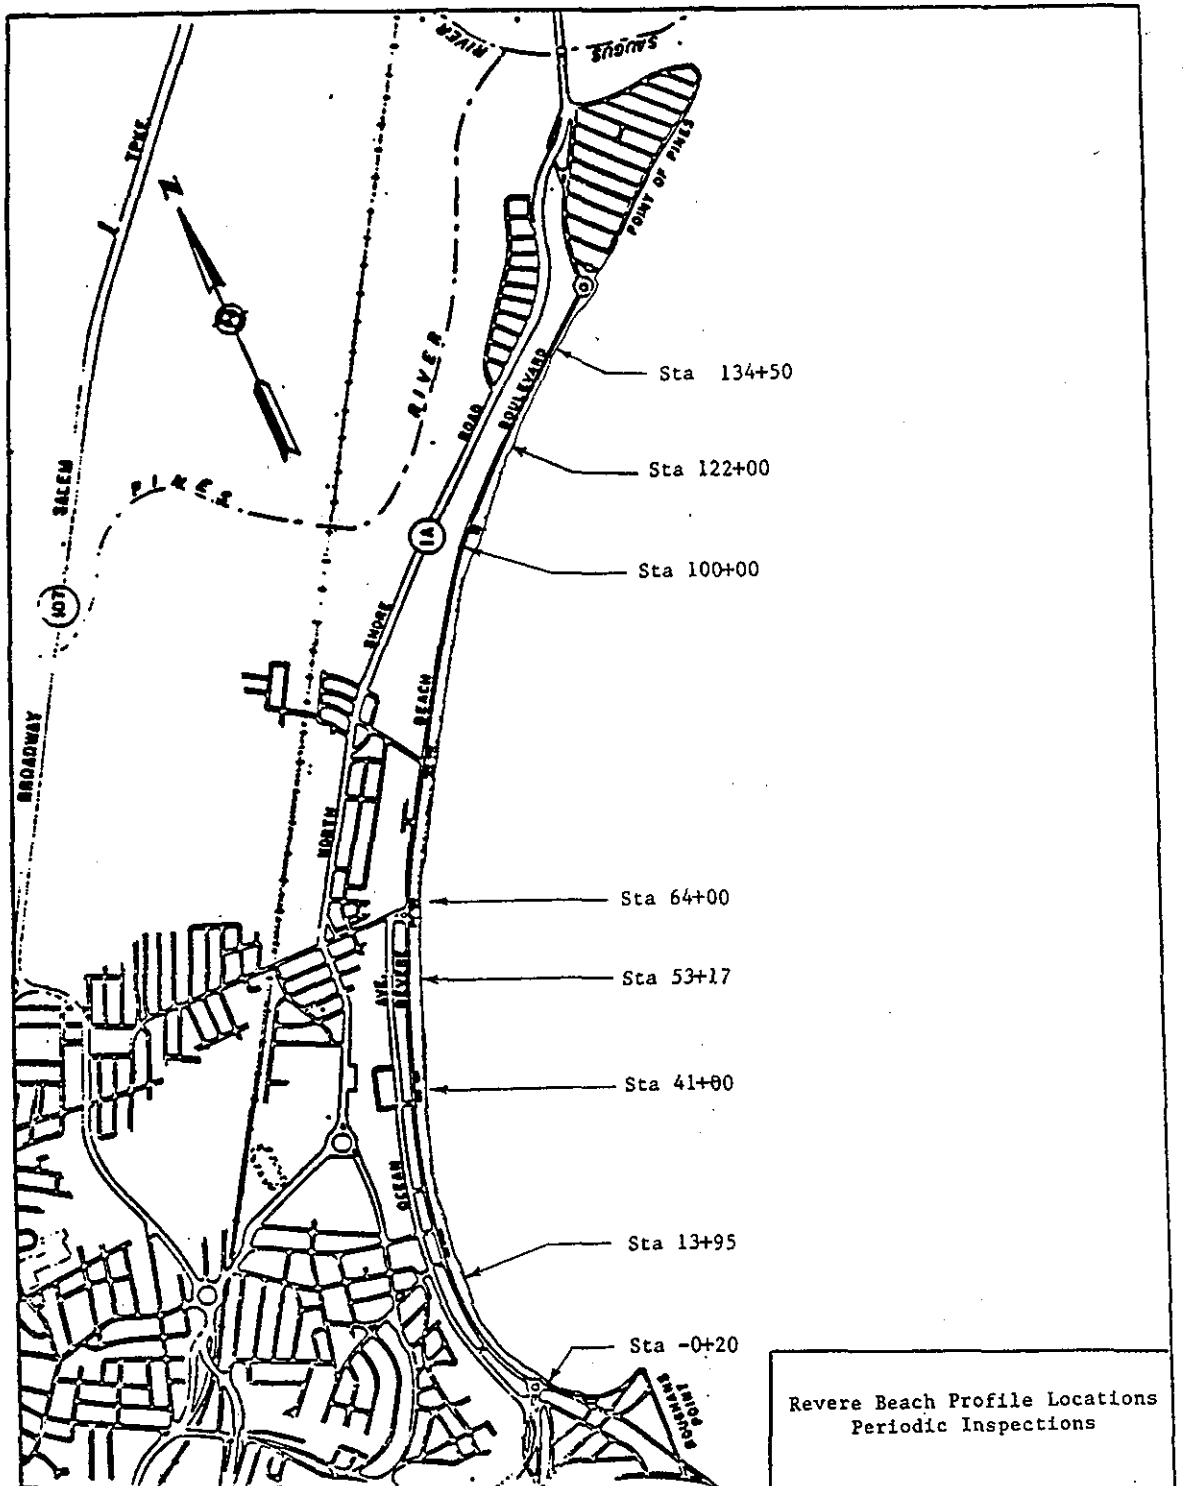 RIVER
SAUGUS
TPKE
N
POINT OF PINES
RIVER
BOULEVARD
Sta 134+50
ROAD
SALEM
Sta 122+00
1A
Sta 100+00
107
SHORE
BEACH
BROADWAY
NORTH
Sta 64+00
AVE.
REVERE
Sta 53+17
Sta 41+00
OCEAN
Sta 13+95
Sta -0+20
POINT
Revere Beach Profile Locations
Periodic Inspections